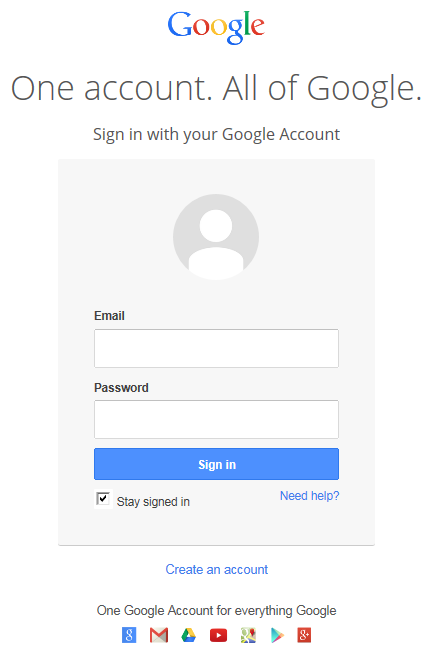 Google
One account. All of Google.
Sign in with your Google Account
Email
Password
Sign in
Stay signed in
Need help?
Create an account
One Google Account for everything Google